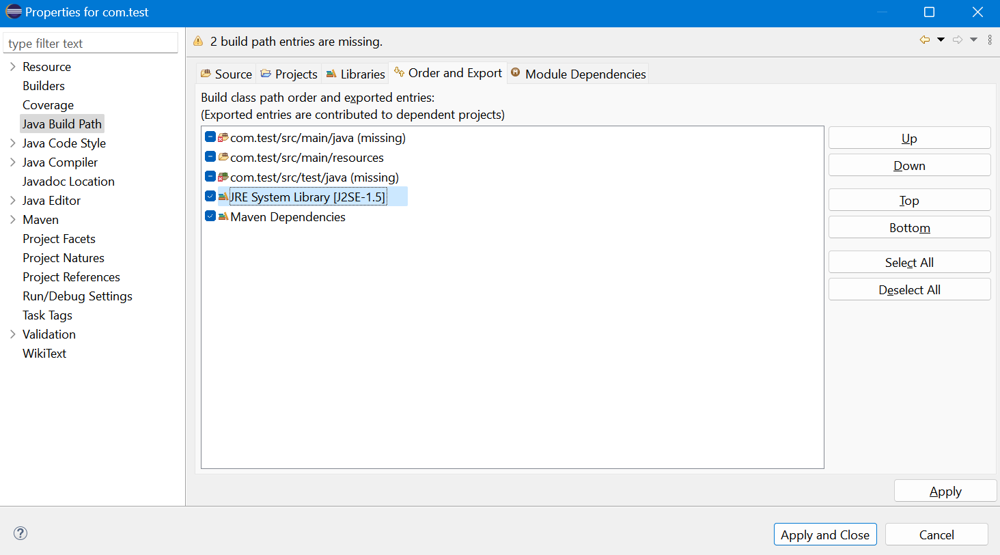 Properties for com.test
type filter text
2 build path entries are missing.
Resource
Builders
Coverage
Java Build Path
Java Code Style
Java Compiler
Javadoc Location
Java Editor
Maven
Project Facets
Project Natures
Project References
Run/Debug Settings
Task Tags
Validation
WikiText
Source Projects Libraries Order and Export Module Dependencies
Build class path order and exported entries:
(Exported entries are contributed to dependent projects)
com.test/src/main/java (missing)
com.test/src/main/resources
com.test/src/test/java (missing)
JRE System Library [J2SE-1.5]
Maven Dependencies
Up
Down
Top
Bottom
Select All
Deselect All
Apply
?
Apply and Close Cancel